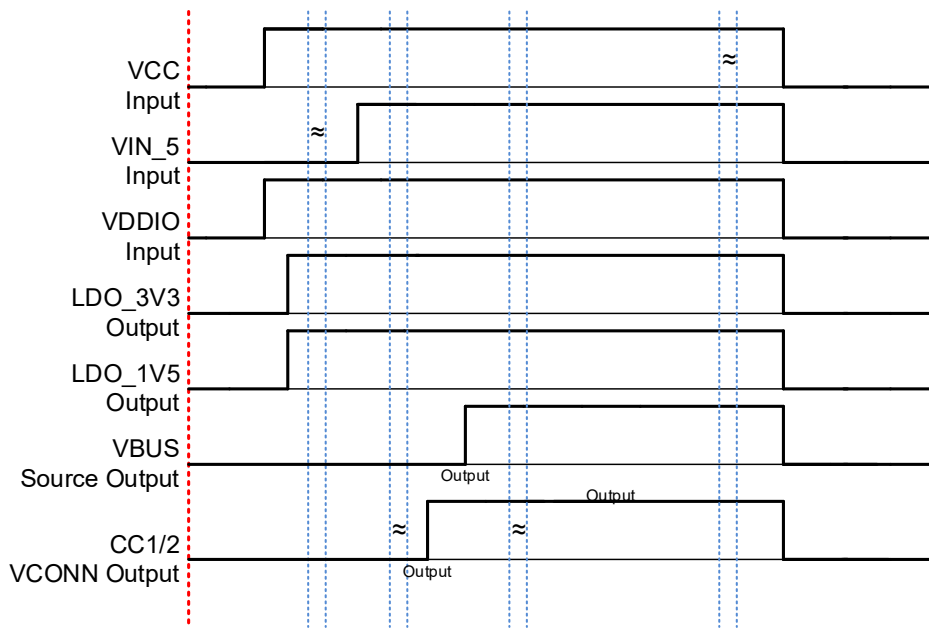 VCC
Input
≈
≈
VIN_5
Input
VDDIO
Input
LDO_3V3
Output
LDO_1V5
Output
VBUS
Source Output
Output
Output
CC1/2
VCONN Output
≈
≈
Output